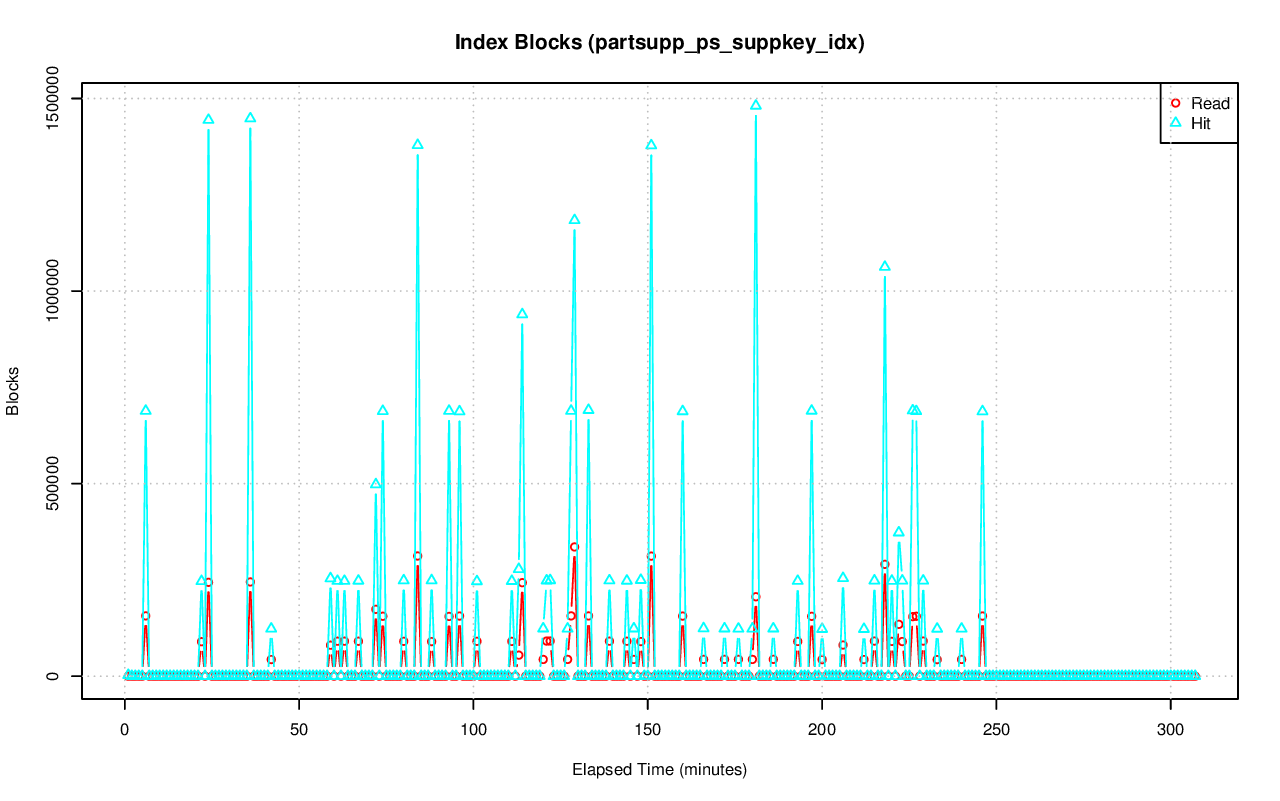 Index Blocks (partsupp_ps_suppkey_idx)
Read
Hit
Blocks
1500000
1000000
500000
0
0 50 100 150 200 250 300
Elapsed Time (minutes)